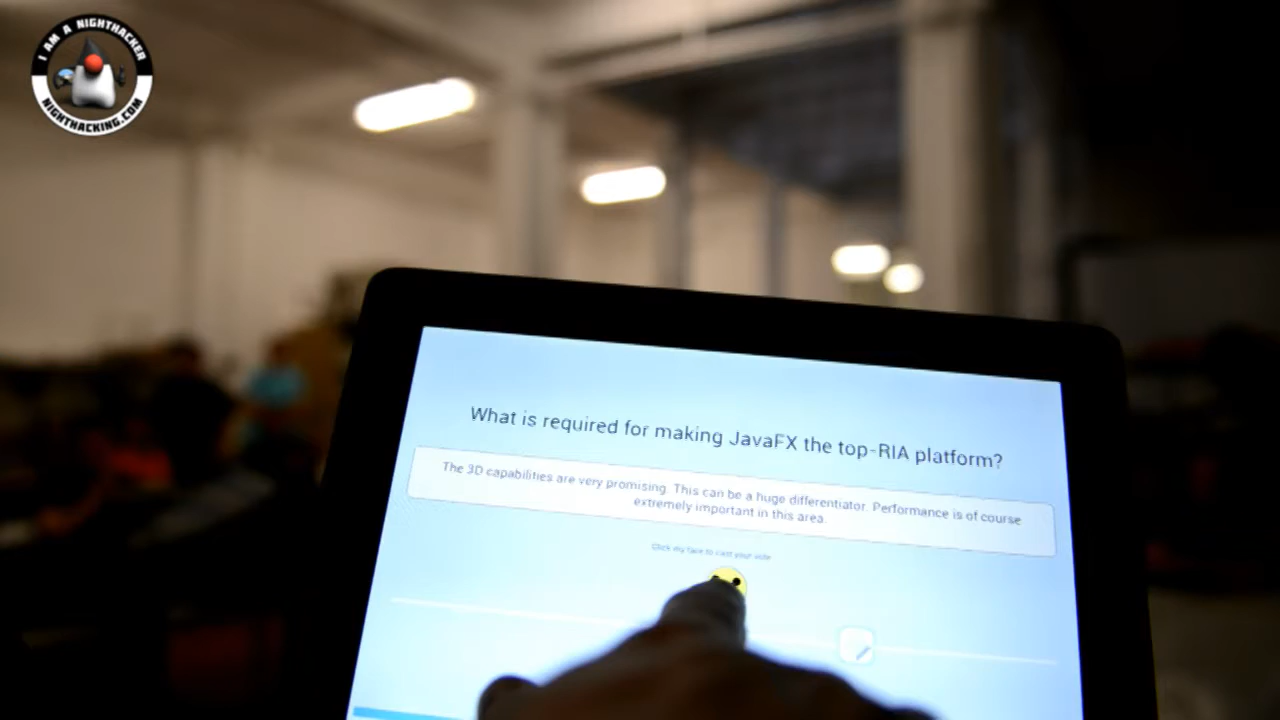 I AM A NIGHTHACKER
NIGHTHACKING.COM
What is required for making JavaFX the top-RIA platform?
The 3D capabilities are very promising. This can be a huge differentiator. Performance is of course
extremely important in this area.
Click my face to cast your vote